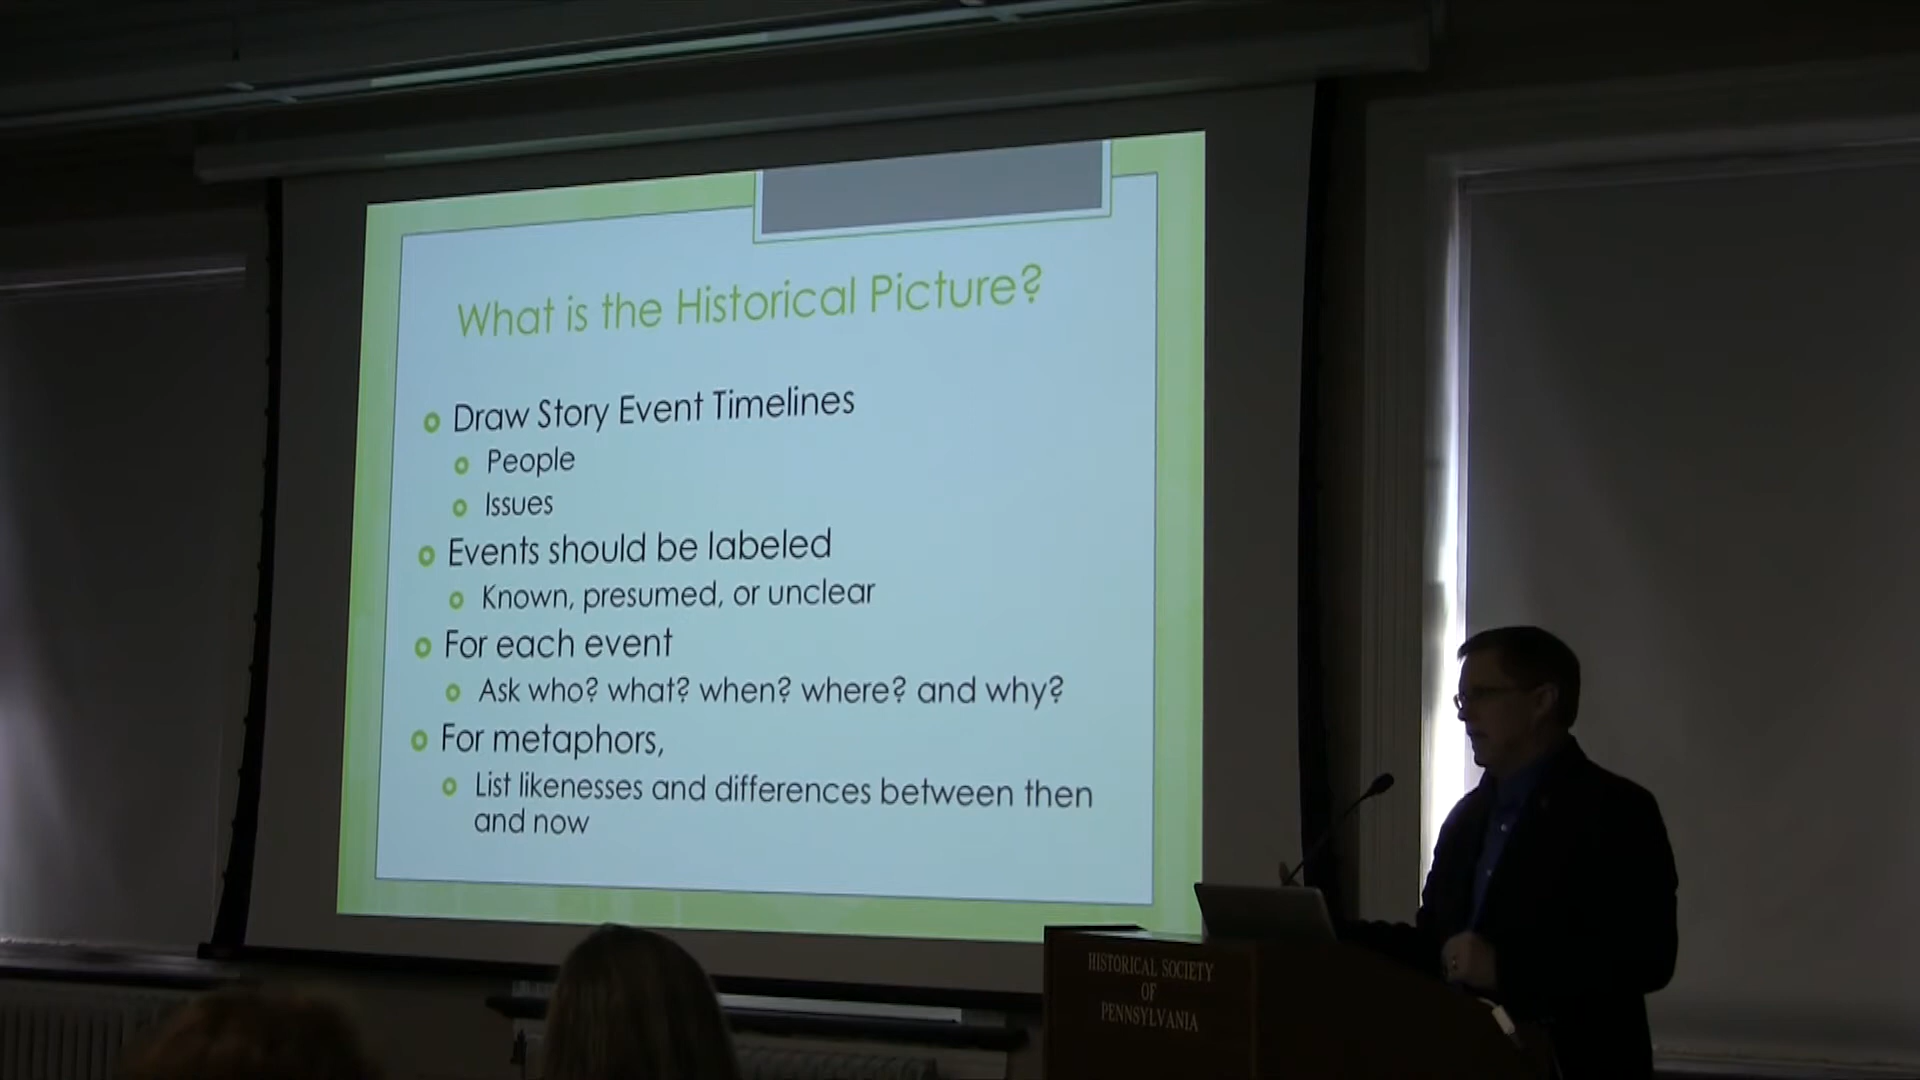 What is the Historical Picture?
Draw Story Event Timelines
People
Issues
Events should be labeled
Known, presumed, or unclear
For each event
Ask who? what? when? where? and why?
For metaphors,
List likenesses and differences between then
and now
HISTORICAL SOCIETY
OF
PENNSYLVANIA